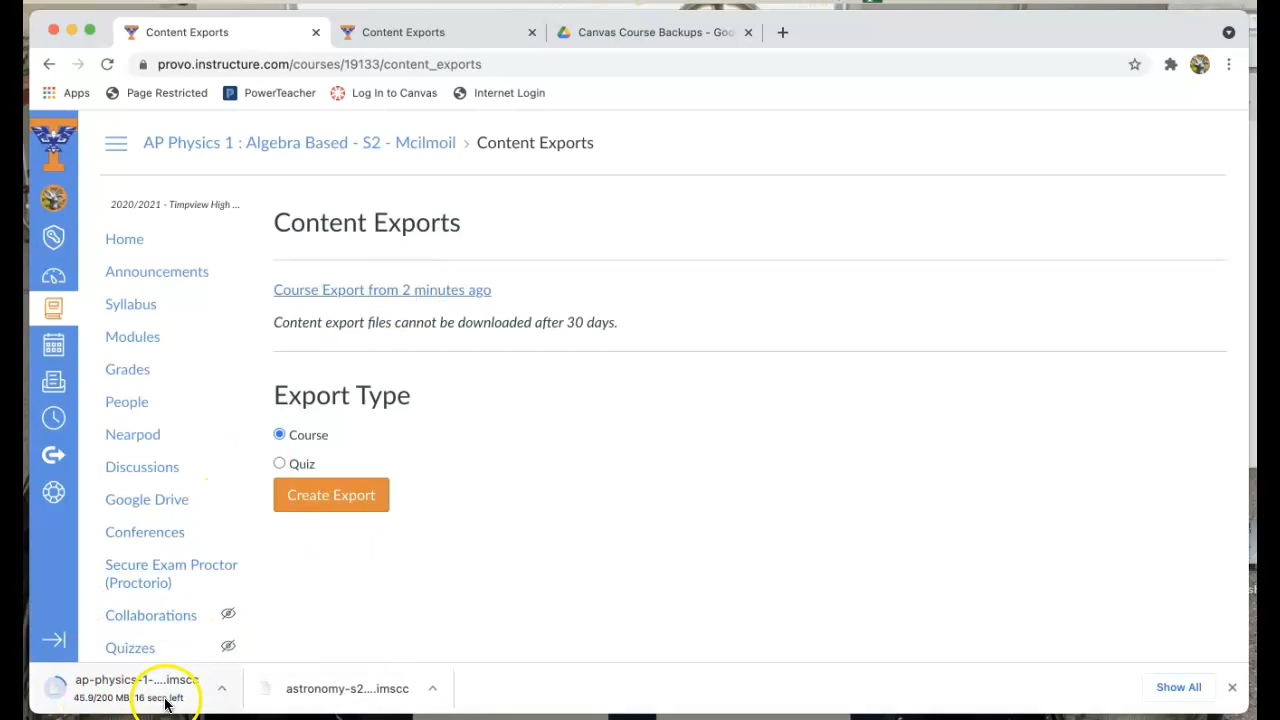 Content Exports
Content Exports
Canvas Course Backups - Goo
provo.instructure.com/courses/19133/content_exports
Apps
Page Restricted
PowerTeacher
Log In to Canvas
Internet Login
AP Physics 1 : Algebra Based - S2 - Mcilmoil > Content Exports
2020/2021 - Timpview High ...
Home
Announcements
Syllabus
Modules
Grades
People
Nearpod
Discussions
Google Drive
Conferences
Secure Exam Proctor
(Proctorio)
Collaborations
Quizzes
Content Exports
Course Export from 2 minutes ago
Content export files cannot be downloaded after 30 days.
Export Type
Course
Quiz
Create Export
ap-physics-1-....imscc
45.9/200 MB, 16 secs left
astronomy-s2....imscc
Show All